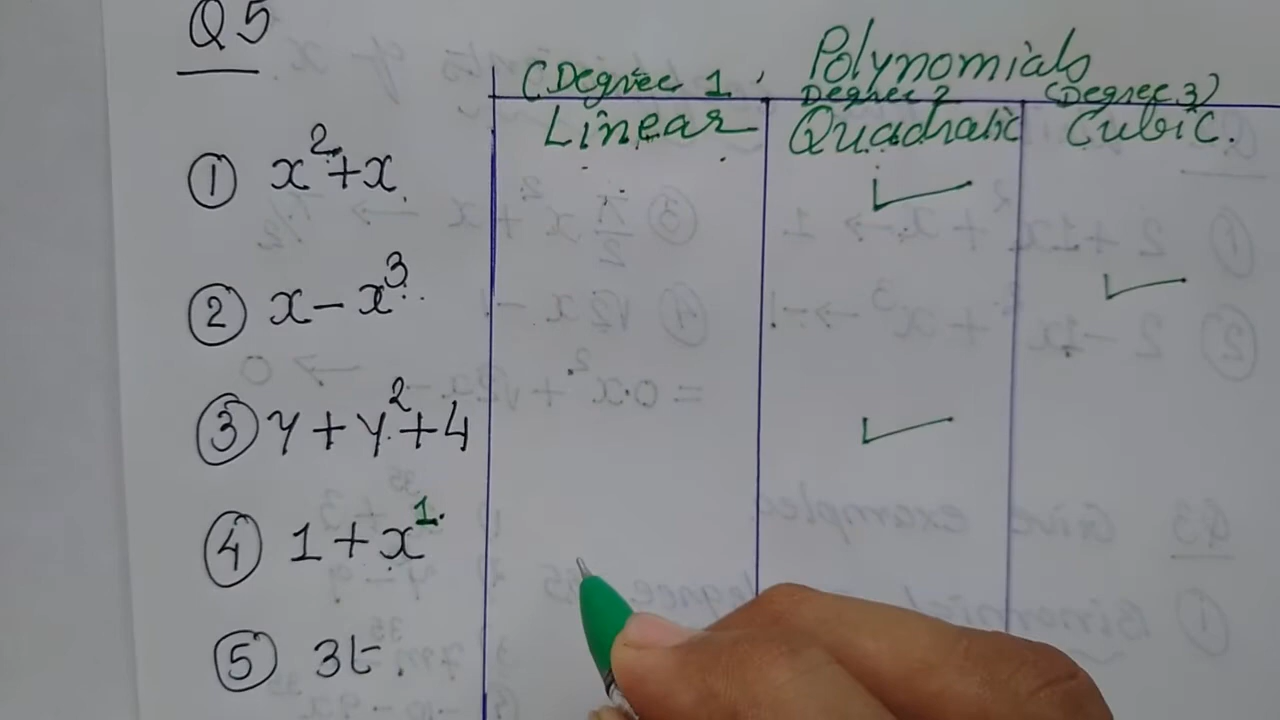 Q5
Polynomials
(Degree 1 Degree 2 (Degree 3)
Linear Quadratic Cubic.
① x²+x
② x-x³
③ y+y²+4
④ 1+x¹
⑤ 3t.